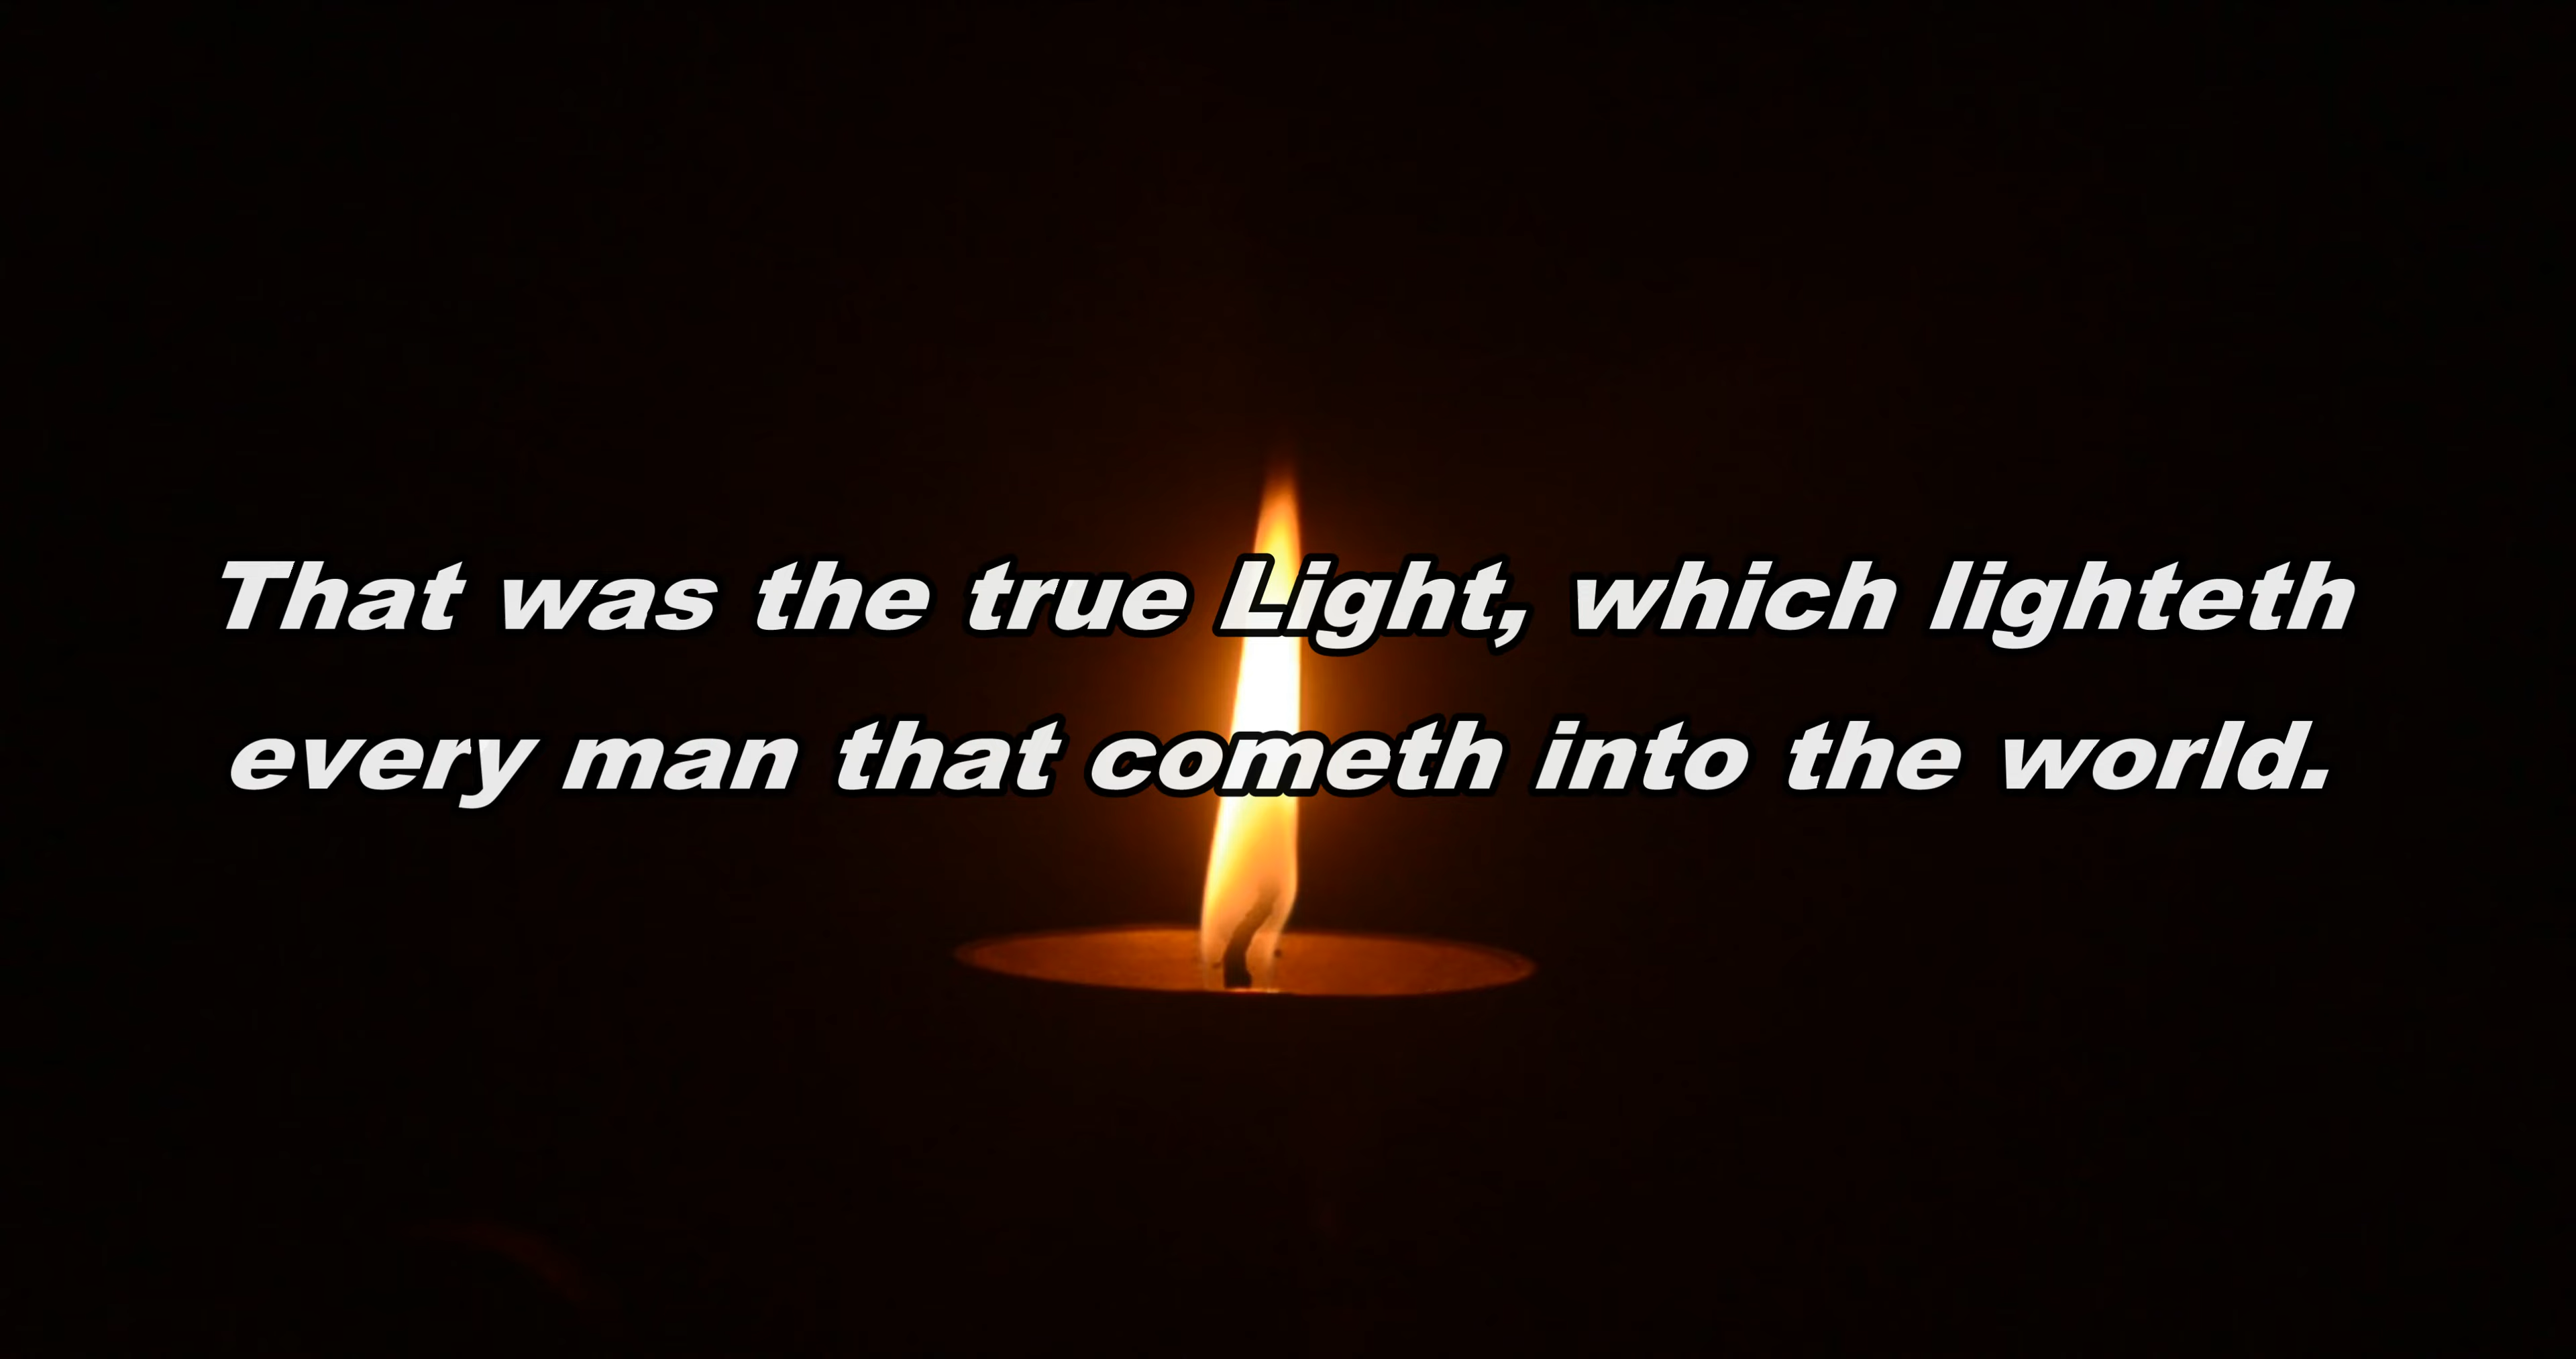 That was the true Light, which lighteth
every man that cometh into the world.